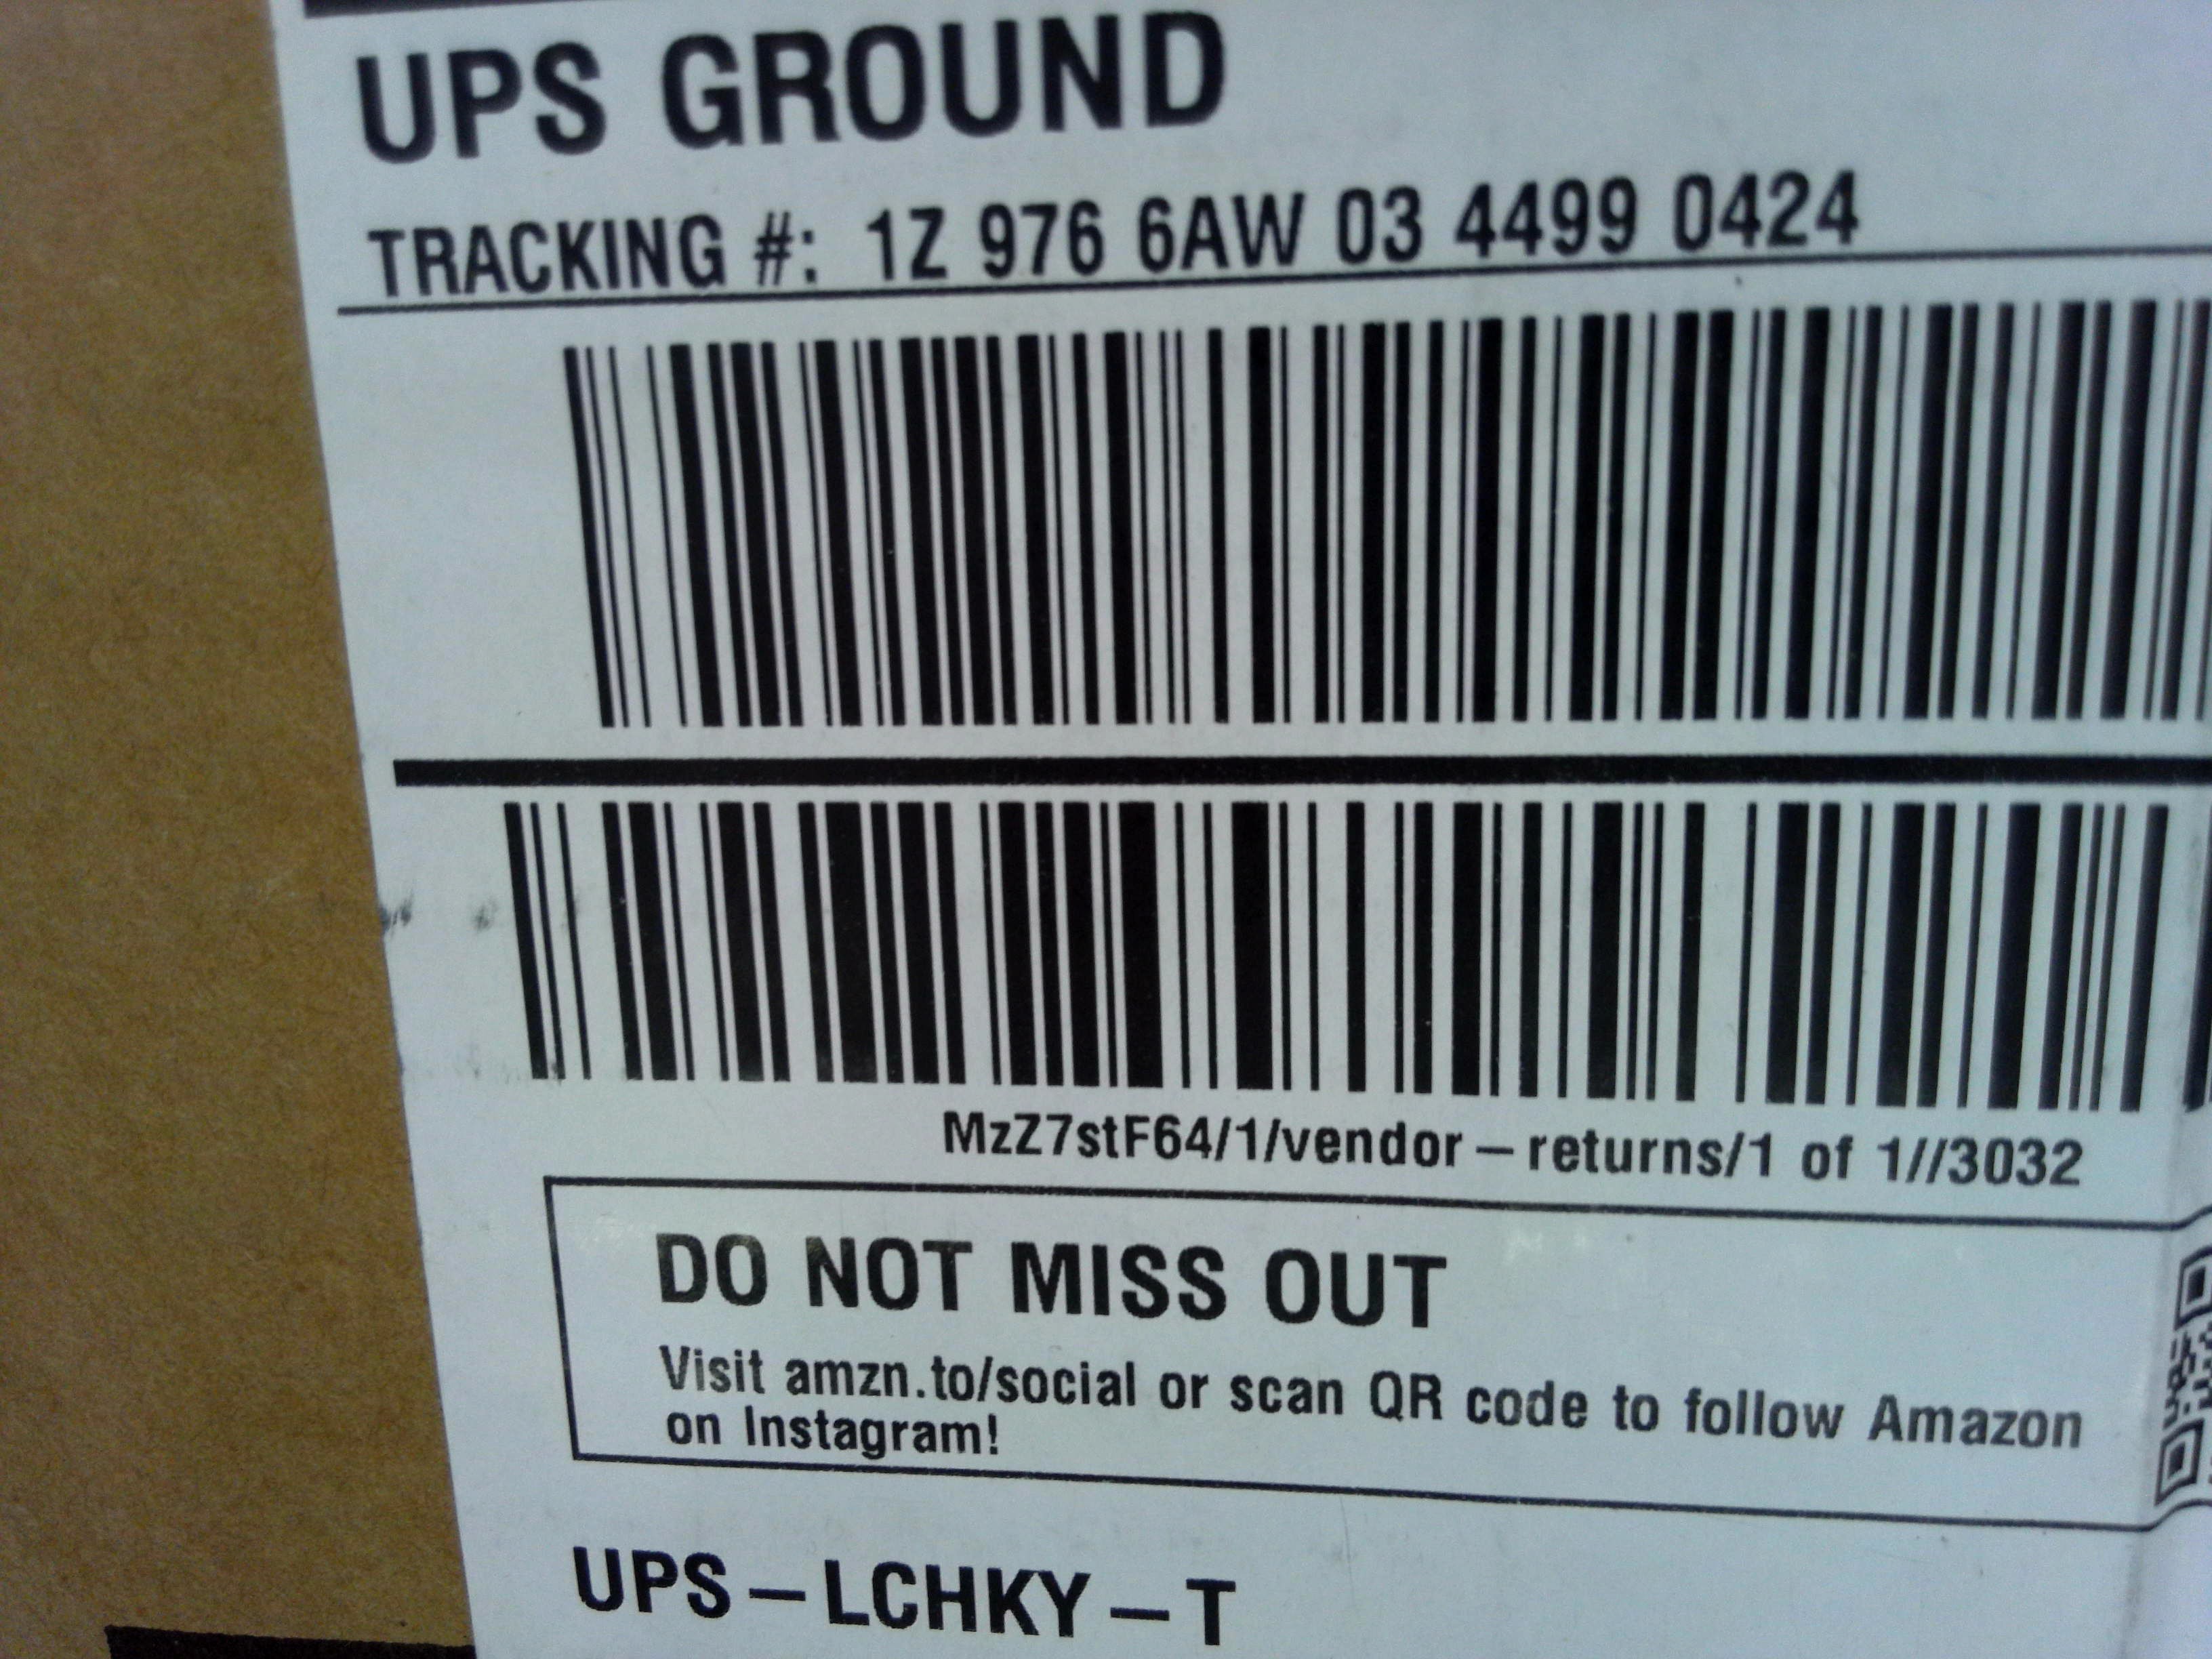 UPS GROUND
TRACKING #: 1Z 976 6AW 03 4499 0424
MzZ7stF64/1/vendor-returns/1 of 1//3032
DO NOT MISS OUT
Visit amzn.to/social or scan QR code to follow Amazon
on Instagram!
UPS-LCHKY-T